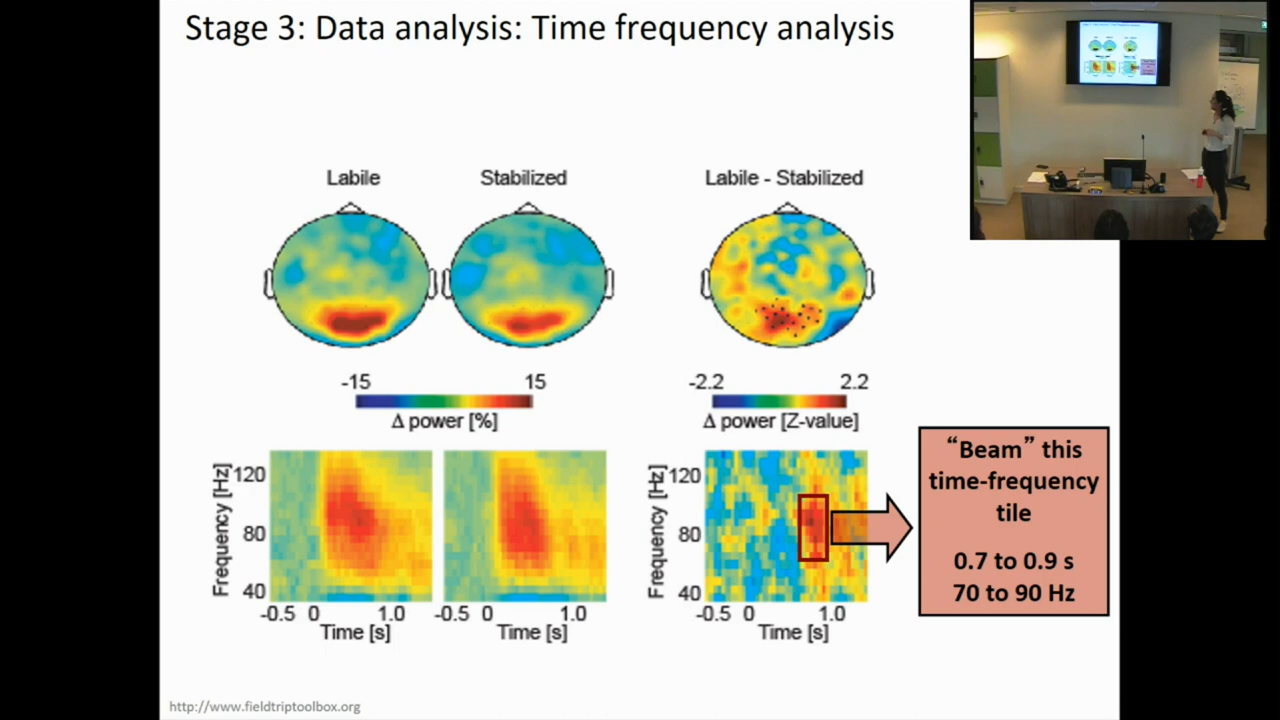 Stage 3: Data analysis: Time frequency analysis
Labile
Stabilized
Labile - Stabilized
-15
15
Δ power [%]
-2.2
2.2
Δ power [Z-value]
Frequency [Hz]
120
80
40
-0.5
0
1.0
Time [s]
-0.5
0
1.0
Time [s]
Frequency [Hz]
120
80
40
-0.5
0
1.0
Time [s]
“Beam” this
time-frequency
tile
0.7 to 0.9 s
70 to 90 Hz
http://www.fieldtriptoolbox.org